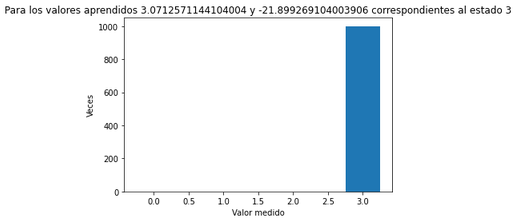 Para los valores aprendidos 3.0712571144104004 y -21.899269104003906 correspondientes al estado 3
1000
800
600
400
200
0
Veces
0.0 0.5 1.0 1.5 2.0 2.5 3.0
Valor medido